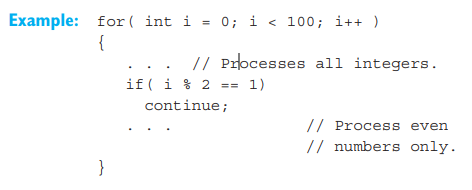 Example: for( int i = 0; i < 100; i++ )
{
. . . // Processes all integers.
if( i % 2 == 1)
continue;
. . . // Process even
// numbers only.
}